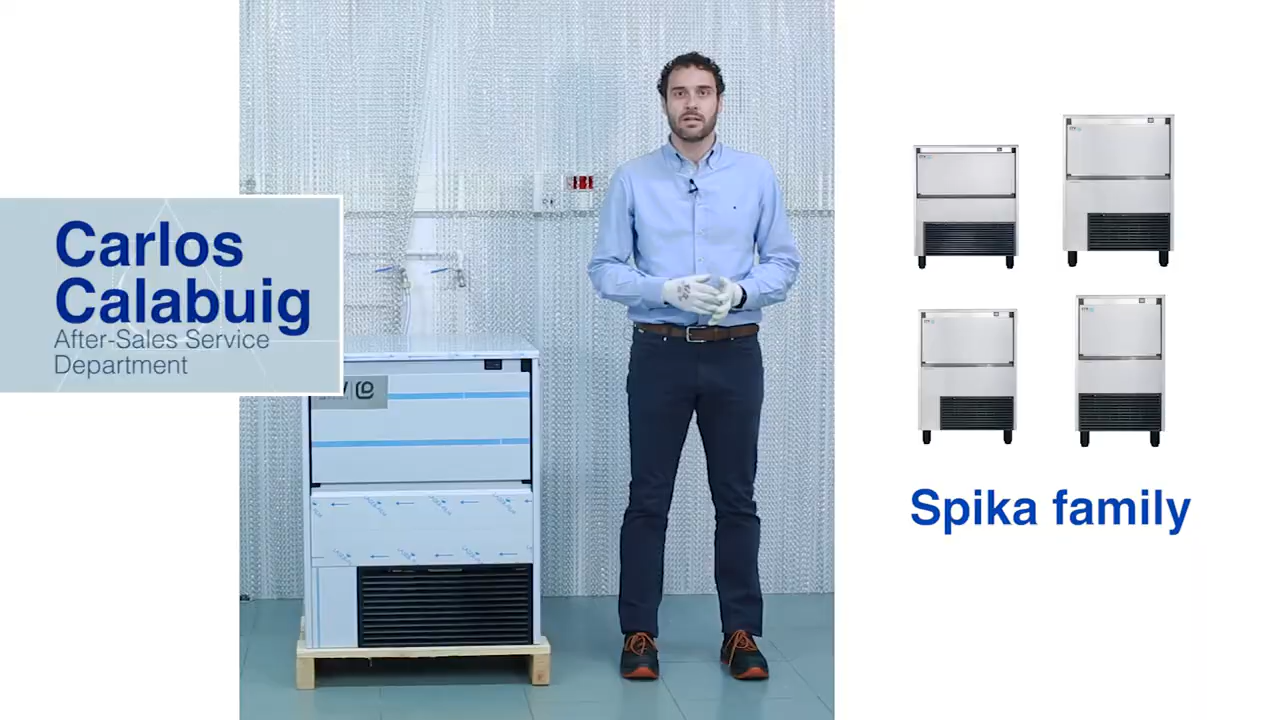 Carlos
Calabuig
After-Sales Service
Department
Spika family